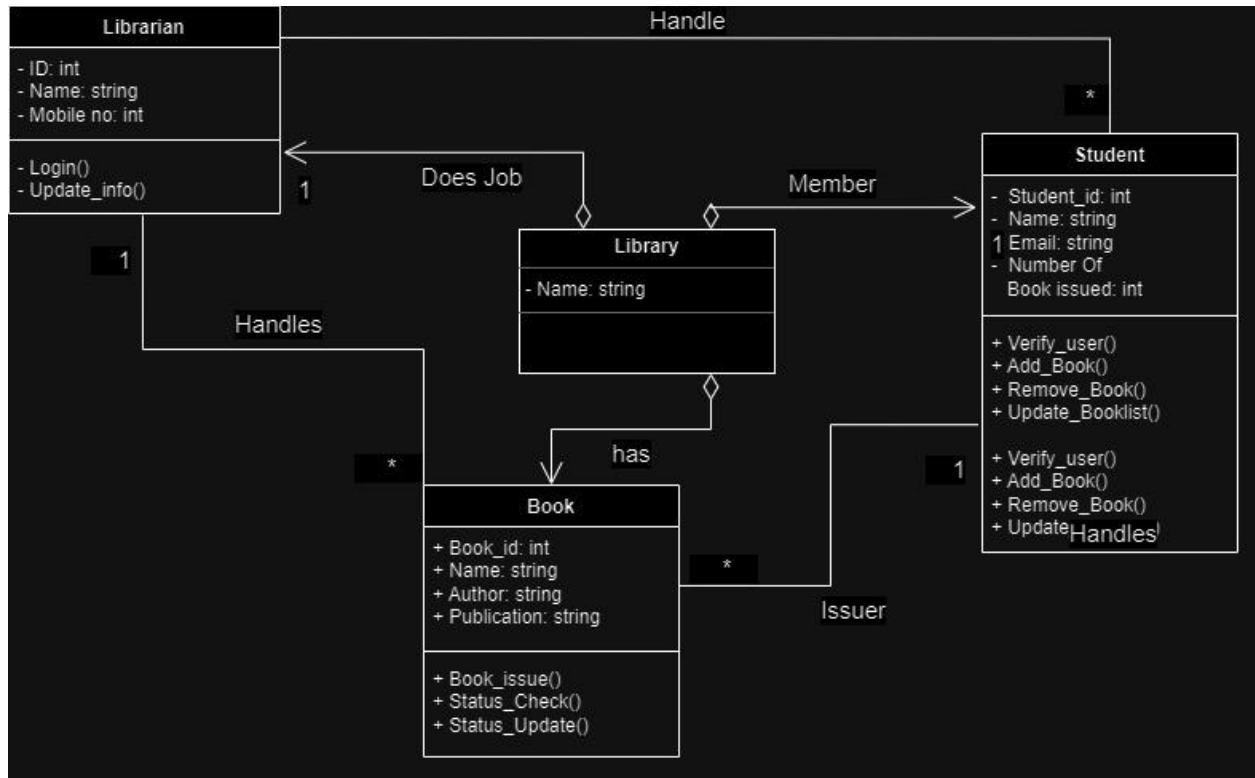 Librarian
- ID: int
- Name: string
- Mobile no: int
- Login()
- Update_info()
Handle
*
1
Does Job
Member
Library
- Name: string
Student
- Student_id: int
- Name: string
1 Email: string
- Number Of
Book issued: int
+ Verify_user()
+ Add_Book()
+ Remove_Book()
+ Update_Booklist()
+ Verify_user()
+ Add_Book()
+ Remove_Book()
+ Update
Handles
1
Handles
*
has
1
Book
+ Book_id: int
+ Name: string
+ Author: string
+ Publication: string
+ Book_issue()
+ Status_Check()
+ Status_Update()
*
Issuer